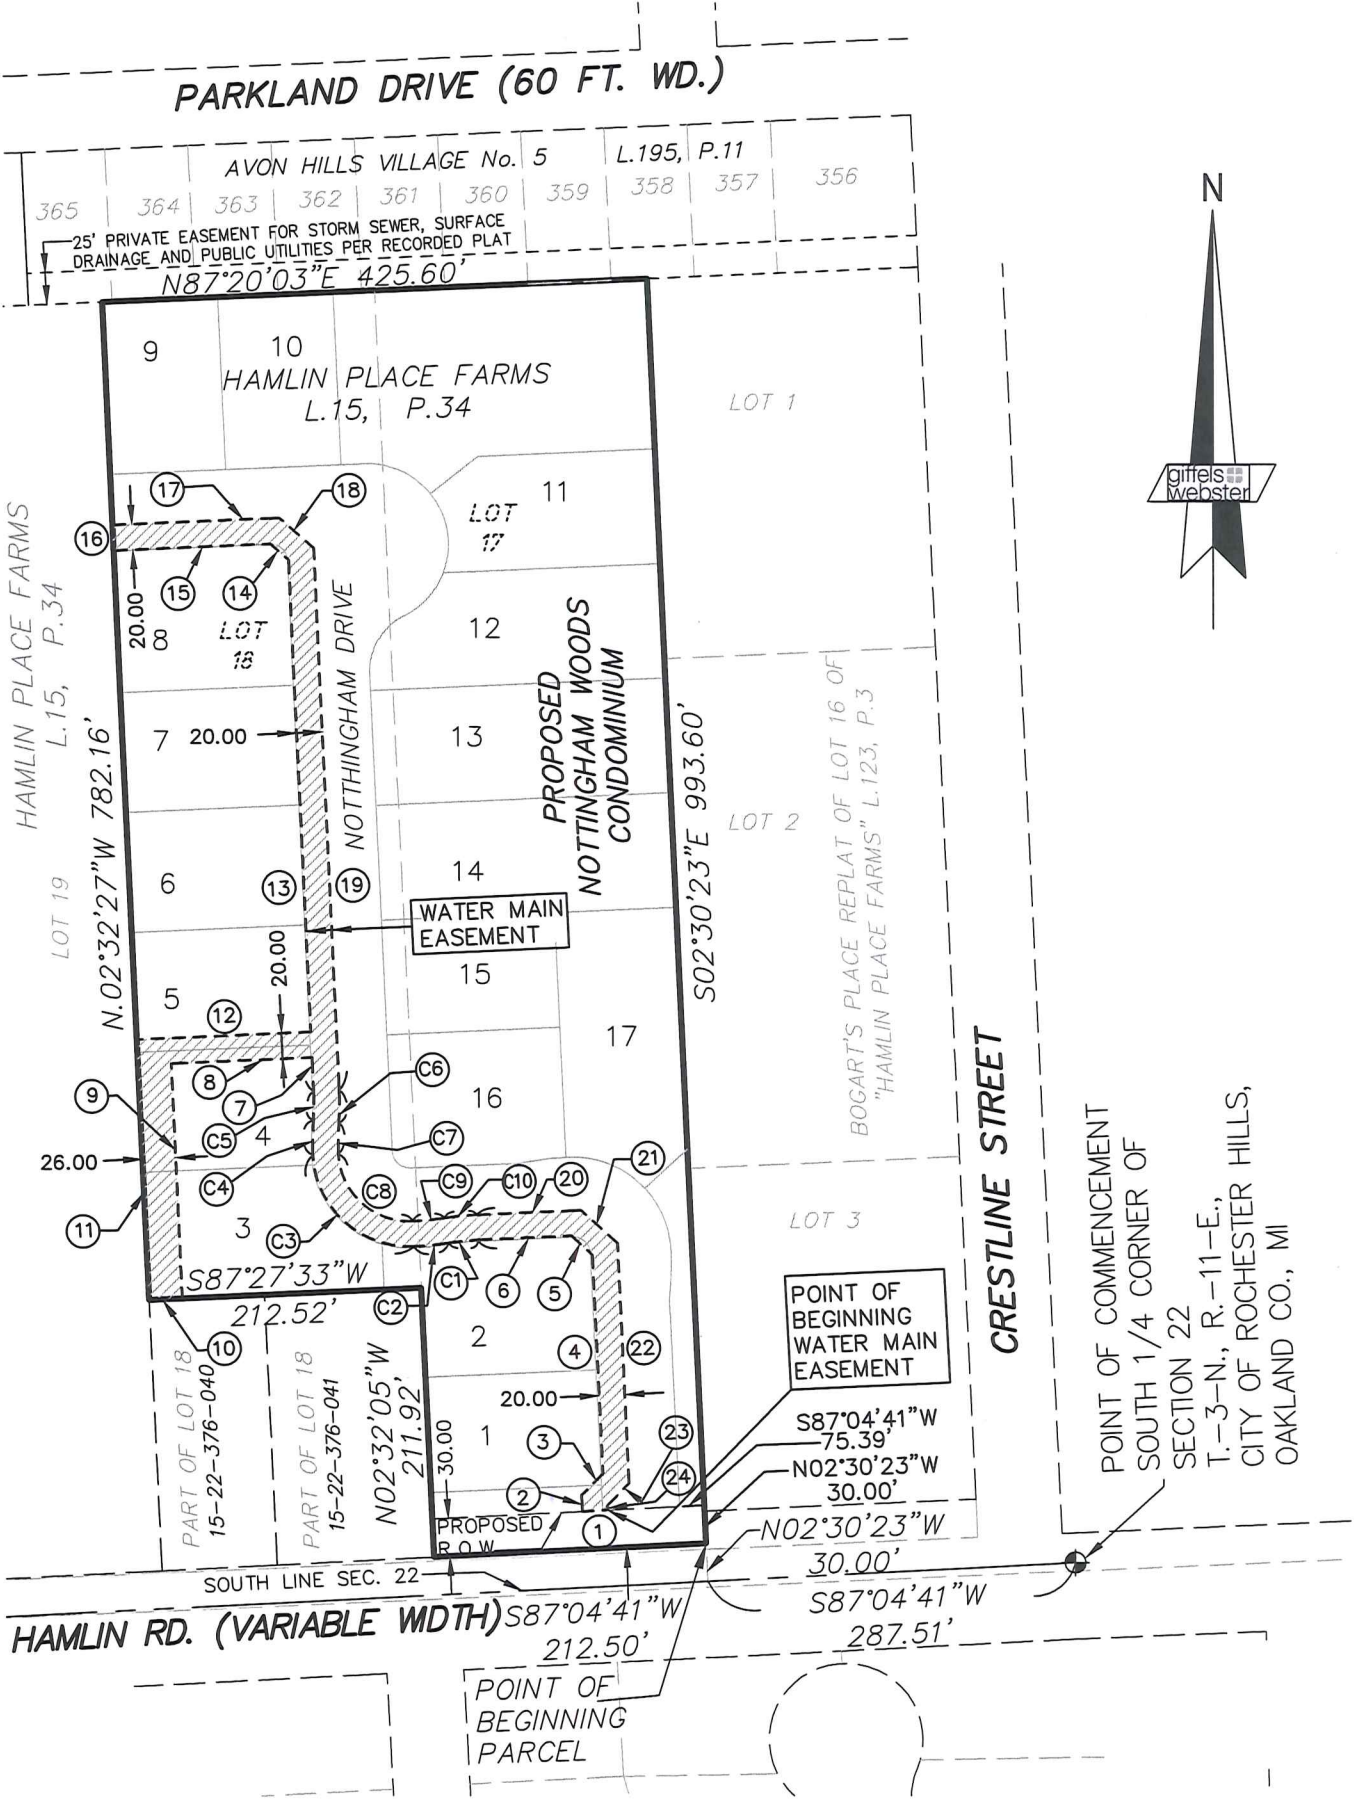 PARKLAND DRIVE (60 FT. WD.)
AVON HILLS VILLAGE No. 5 L.195, P.11
365 364 363 362 361 360 359 358 357 356
25' PRIVATE EASEMENT FOR STORM SEWER, SURFACE
DRAINAGE AND PUBLIC UTILITIES PER RECORDED PLAT
N87°20'03"E 425.60'
N
giffels
webster
9
10
HAMLIN PLACE FARMS
L.15, P.34
LOT 1
17
18
11
LOT
17
16
15
14
20.00
8
LOT
18
12
HAMLIN PLACE FARMS
L.15, P.34
LOT 19
N.02°32'27"W 782.16'
7
20.00
NOTTHINGHAM DRIVE
13
PROPOSED
NOTTINGHAM WOODS
CONDOMINIUM
S02°30'23"E 993.60'
LOT 2
BOGART'S PLACE REPLAT OF LOT 16 OF
"HAMLIN PLACE FARMS" L.123, P.3
6
13
19
14
WATER MAIN
EASEMENT
20.00
15
5
12
17
CRESTLINE STREET
9
8
7
C6
16
C5
4
C7
26.00
C4
C8
C9
C10
20
21
11
3
C3
LOT 3
S87°27'33"W
212.52'
C2
C1
6
5
10
2
4
22
POINT OF
BEGINNING
WATER MAIN
EASEMENT
POINT OF COMMENCEMENT
SOUTH 1/4 CORNER OF
SECTION 22
T.-3-N., R.-11-E.,
CITY OF ROCHESTER HILLS,
OAKLAND CO., MI
PART OF LOT 18
15-22-376-040
PART OF LOT 18
15-22-376-041
N02°32'05"W
211.92'
20.00
30.00
1
3
23
S87°04'41"W
75.39'
2
24
N02°30'23"W
30.00'
PROPOSED
R.O.W.
1
N02°30'23"W
30.00'
SOUTH LINE SEC. 22
S87°04'41"W
287.51'
HAMLIN RD. (VARIABLE WIDTH)
S87°04'41"W
212.50'
POINT OF
BEGINNING
PARCEL